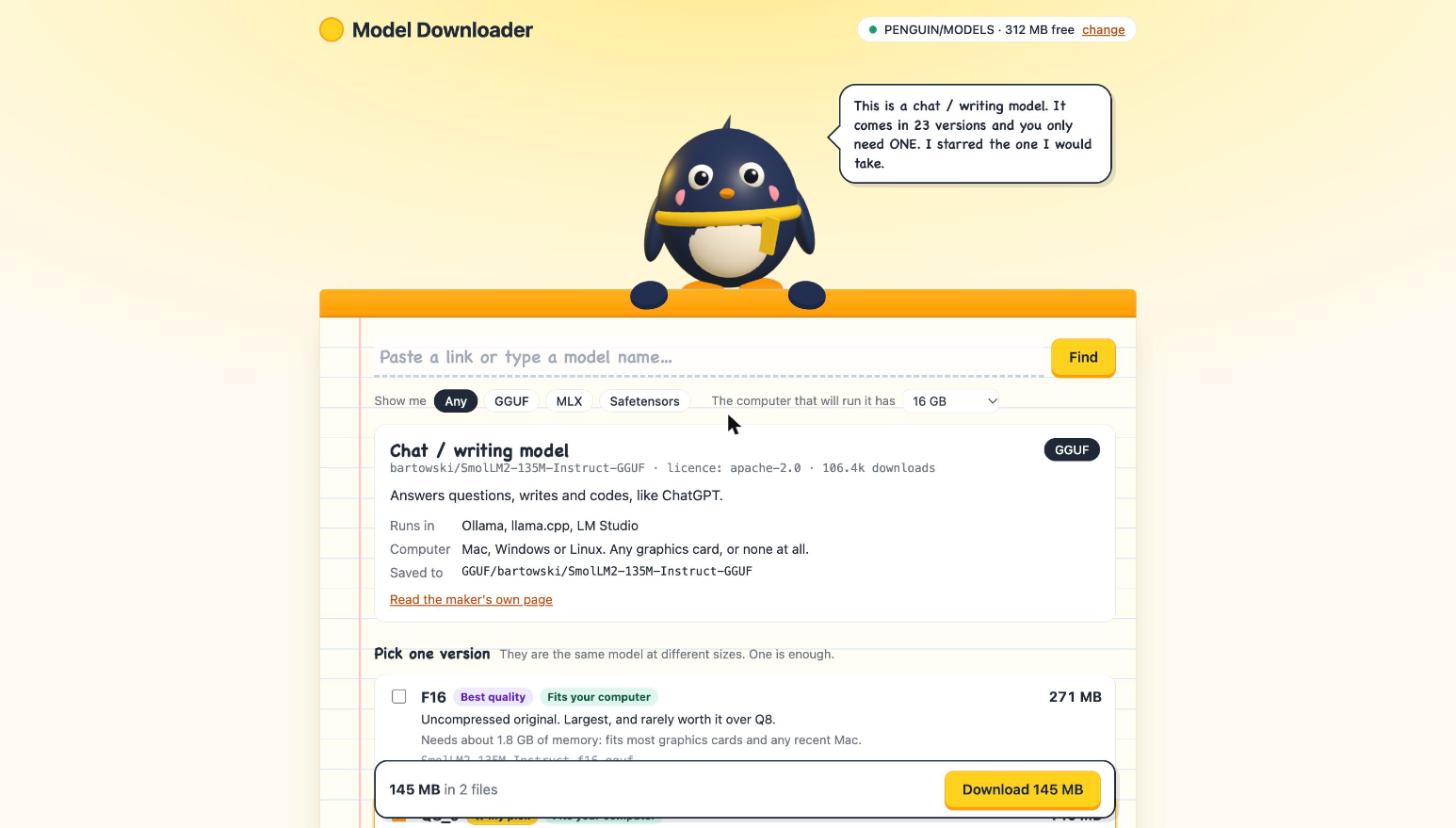 Model Downloader
PENGUIN/MODELS · 312 MB free change
This is a chat / writing model. It
comes in 23 versions and you only
need ONE. I starred the one I would
take.
Paste a link or type a model name...
Find
Show me Any GGUF MLX Safetensors The computer that will run it has 16 GB
Chat / writing model
GGUF
bartowski/SmolLM2-135M-Instruct-GGUF · licence: apache-2.0 · 106.4k downloads
Answers questions, writes and codes, like ChatGPT.
Runs in Ollama, llama.cpp, LM Studio
Computer Mac, Windows or Linux. Any graphics card, or none at all.
Saved to GGUF/bartowski/SmolLM2-135M-Instruct-GGUF
Read the maker's own page
Pick one version They are the same model at different sizes. One is enough.
F16 Best quality Fits your computer 271 MB
Uncompressed original. Largest, and rarely worth it over Q8.
Needs about 1.8 GB of memory: fits most graphics cards and any recent Mac.
145 MB in 2 files
Download 145 MB